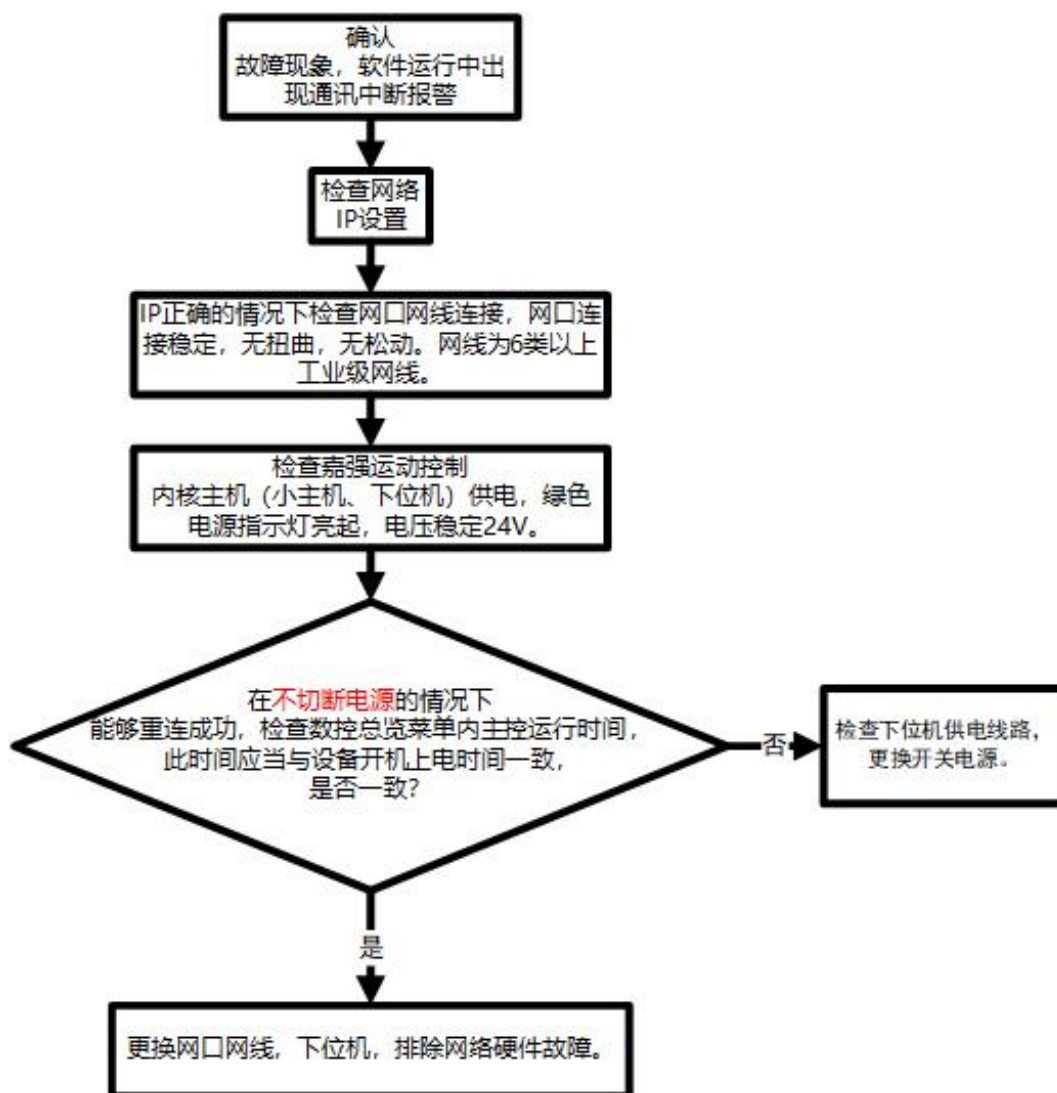 确认
故障现象，软件运行中出
现通讯中断报警
检查网络
IP设置
IP正确的情况下检查网口网线连接，网口连
接稳定，无扭曲，无松动。网线为6类以上
工业级网线。
检查嘉强运动控制
内核主机（小主机、下位机）供电，绿色
电源指示灯亮起，电压稳定24V。
在不切断电源的情况下
能够重连成功，检查数控总览菜单内主控运行时间，
此时间应当与设备开机上电时间一致，
是否一致？
否
检查下位机供电线路，
更换开关电源。
是
更换网口网线，下位机，排除网络硬件故障。